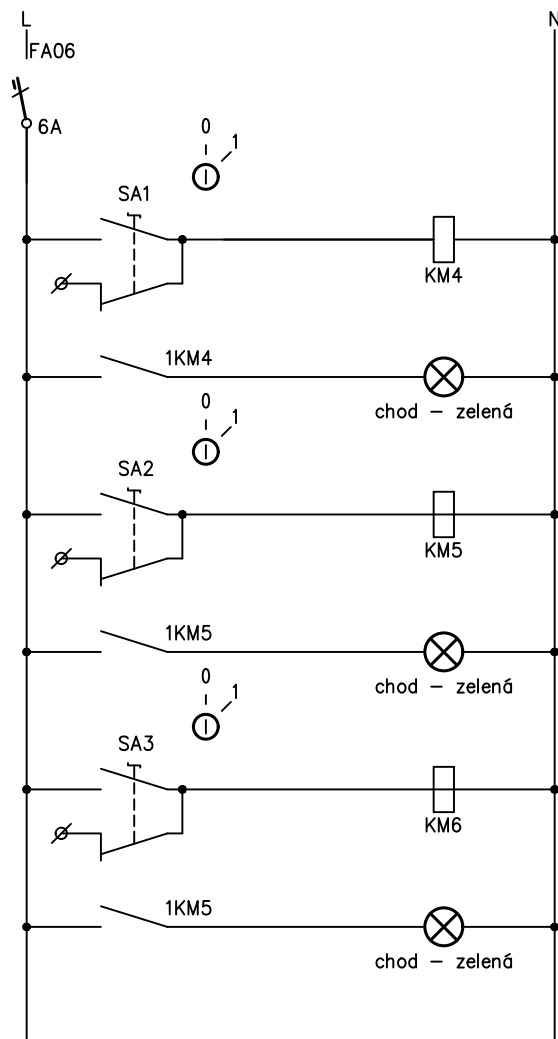 L
N
FA06
6A
0
1
SA1
KM4
1KM4
chod – zelená
0
1
SA2
KM5
1KM5
chod – zelená
0
1
SA3
KM6
1KM5
chod – zelená